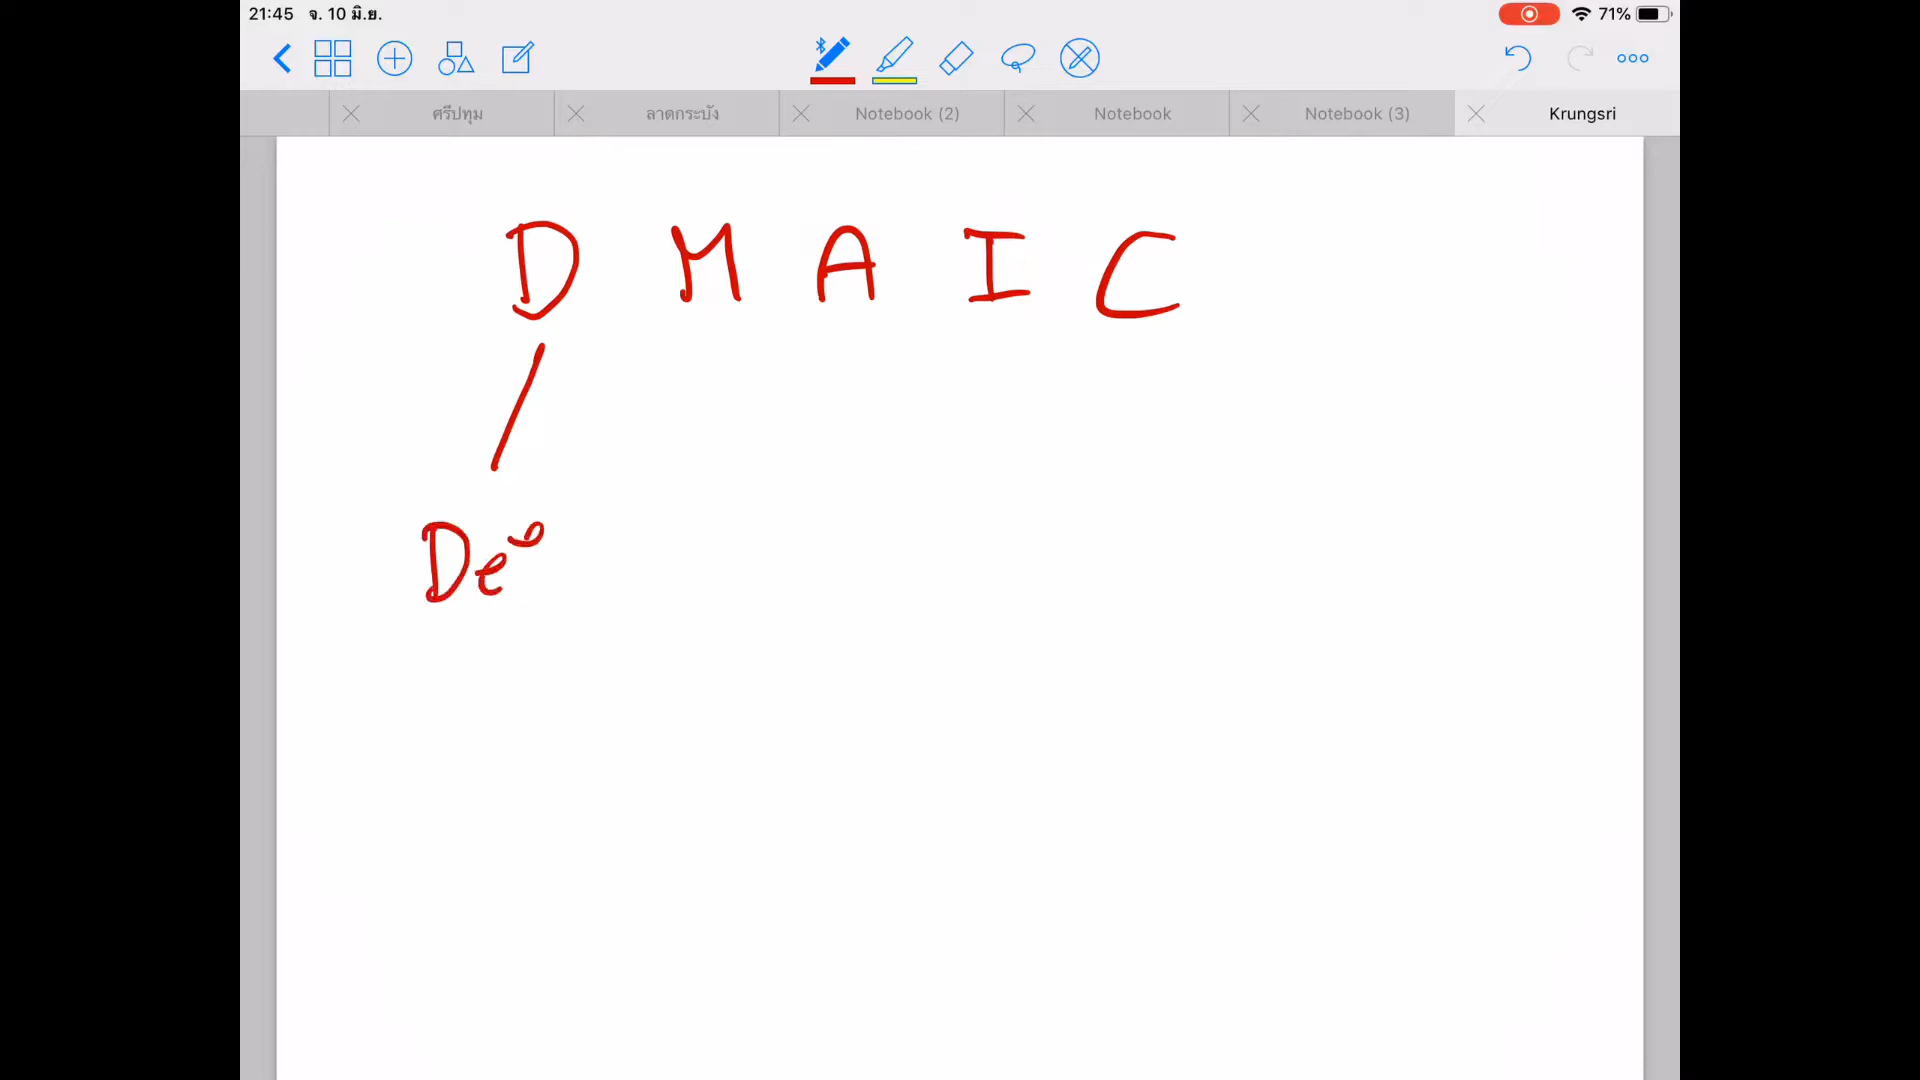 21:45 จ. 10 มิ.ย. 71%
ศรีปทุม ลาดกระบัง Notebook (2) Notebook Notebook (3) Krungsri
D M A I C
De